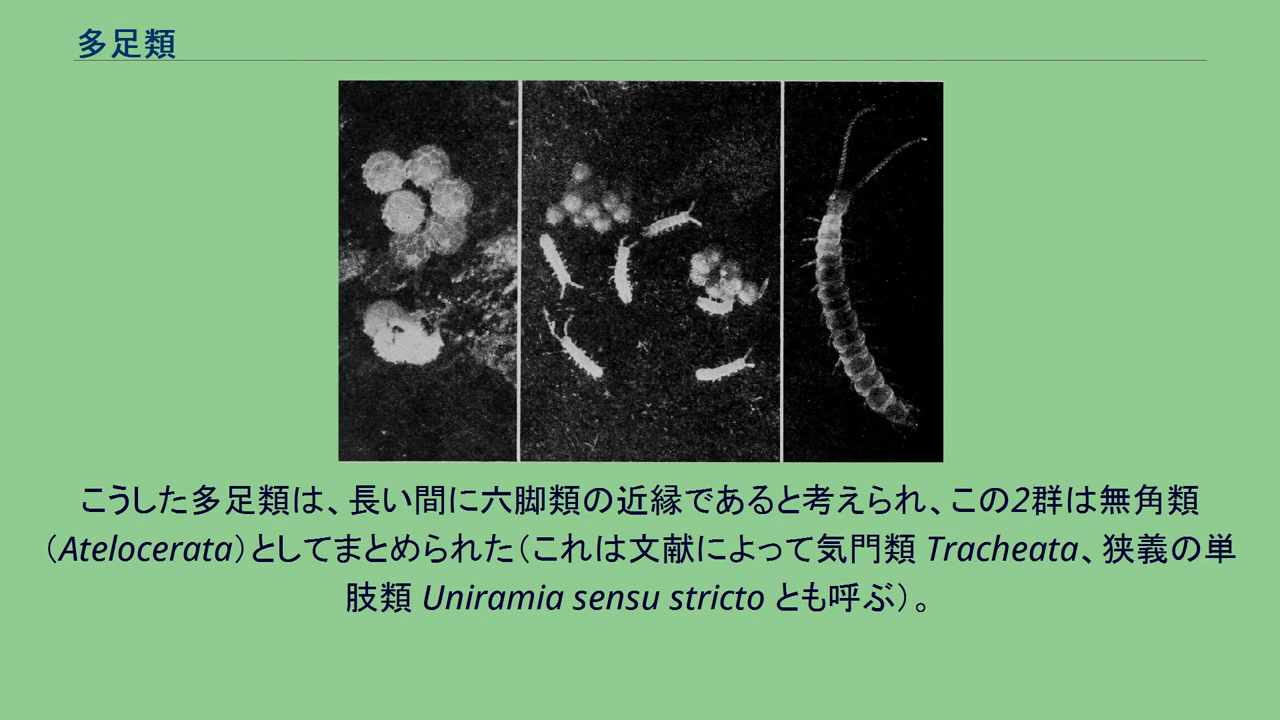 多足類
こうした多足類は、長い間に六脚類の近縁であると考えられ、この2群は無角類
（Atelocerata）としてまとめられた（これは文献によって気門類 Tracheata、狭義の単
肢類 Uniramia sensu stricto とも呼ぶ）。